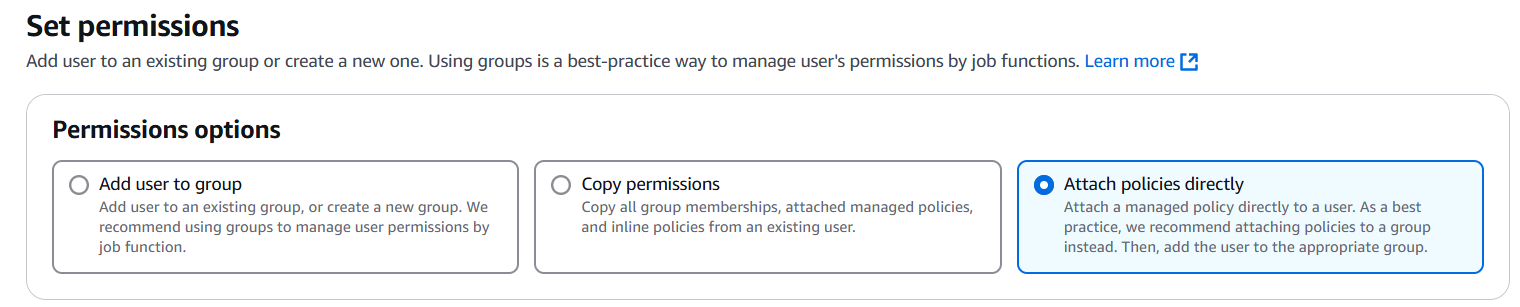 Set permissions
Add user to an existing group or create a new one. Using groups is a best-practice way to manage user's permissions by job functions. Learn more
Permissions options
Add user to group
Add user to an existing group, or create a new group. We
recommend using groups to manage user permissions by
job function.
Copy permissions
Copy all group memberships, attached managed policies,
and inline policies from an existing user.
Attach policies directly
Attach a managed policy directly to a user. As a best
practice, we recommend attaching policies to a group
instead. Then, add the user to the appropriate group.